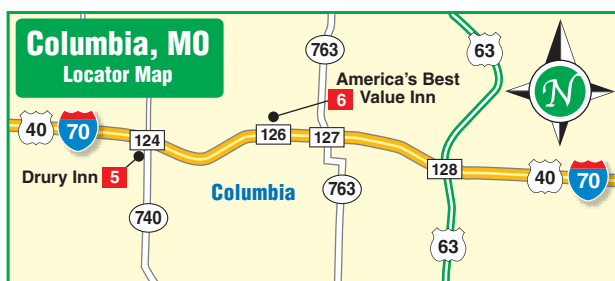 Columbia, MO
Locator Map
763
63
America's Best
Value Inn
6
N
40
70
124
126
127
128
40
70
Drury Inn
5
Columbia
763
740
63